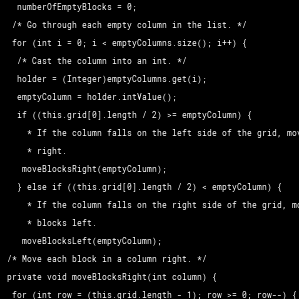 numberOfEmptyBlocks = 0;
/* Go through each empty column in the list. */
for (int i = 0; i < emptyColumns.size(); i++) {
/* Cast the column into an int. */
holder = (Integer)emptyColumns.get(i);
emptyColumn = holder.intValue();
if ((this.grid[0].length / 2) >= emptyColumn) {
* If the column falls on the left side of the grid, mov
* right.
moveBlocksRight(emptyColumn);
} else if ((this.grid[0].length / 2) < emptyColumn) {
* If the column falls on the right side of the grid, mo
* blocks left.
moveBlocksLeft(emptyColumn);
/* Move each block in a column right. */
private void moveBlocksRight(int column) {
for (int row = (this.grid.length - 1); row >= 0; row--) {